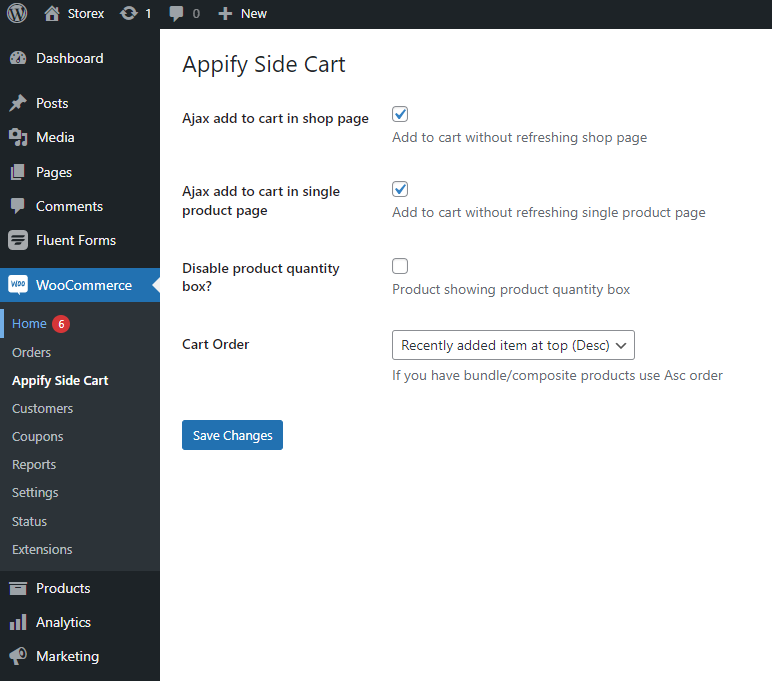 Storex 1 0 New
Dashboard
Posts
Media
Pages
Comments
Fluent Forms
WOO WooCommerce
Home 6
Orders
Appify Side Cart
Customers
Coupons
Reports
Settings
Status
Extensions
Products
Analytics
Marketing
Appify Side Cart
Ajax add to cart in shop page
Add to cart without refreshing shop page
Ajax add to cart in single
product page
Add to cart without refreshing single product page
Disable product quantity
box?
Product showing product quantity box
Cart Order
Recently added item at top (Desc)
If you have bundle/composite products use Asc order
Save Changes